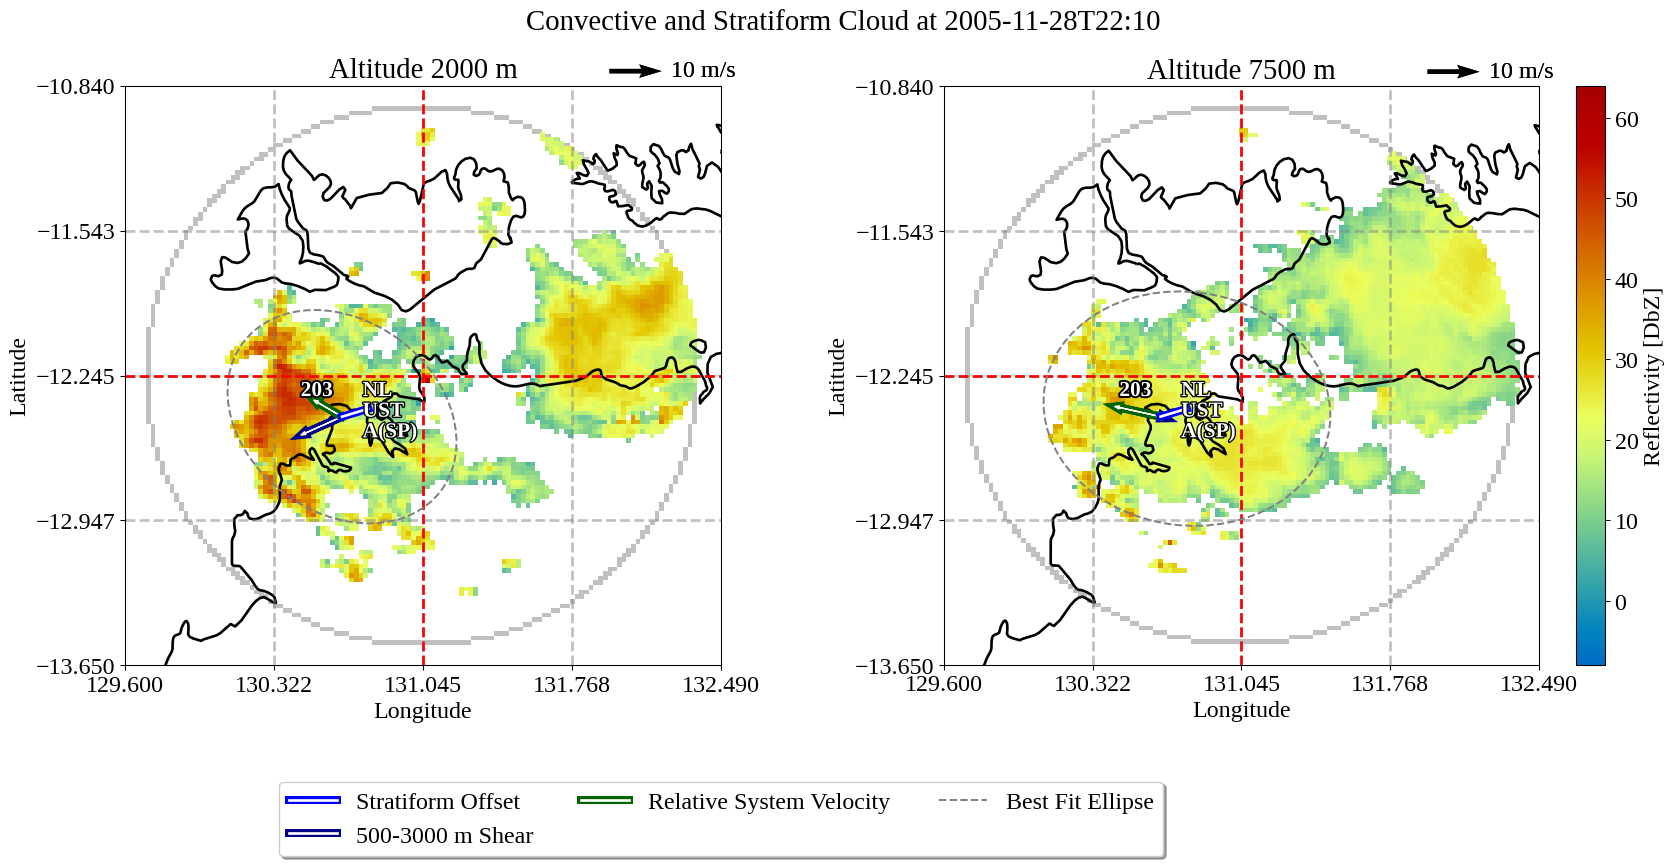 Convective and Stratiform Cloud at 2005-11-28T22:10
Altitude 2000 m
10 m/s
−10.840
−11.543
−12.245
−12.947
−13.650
Latitude
129.600
130.322
131.045
131.768
132.490
Longitude
203
NL
UST
A(SP)
Altitude 7500 m
10 m/s
−10.840
−11.543
−12.245
−12.947
−13.650
Latitude
129.600
130.322
131.045
131.768
132.490
Longitude
203
NL
UST
A(SP)
60
50
40
30
20
10
0
Reflectivity [DbZ]
Stratiform Offset
500-3000 m Shear
Relative System Velocity
Best Fit Ellipse